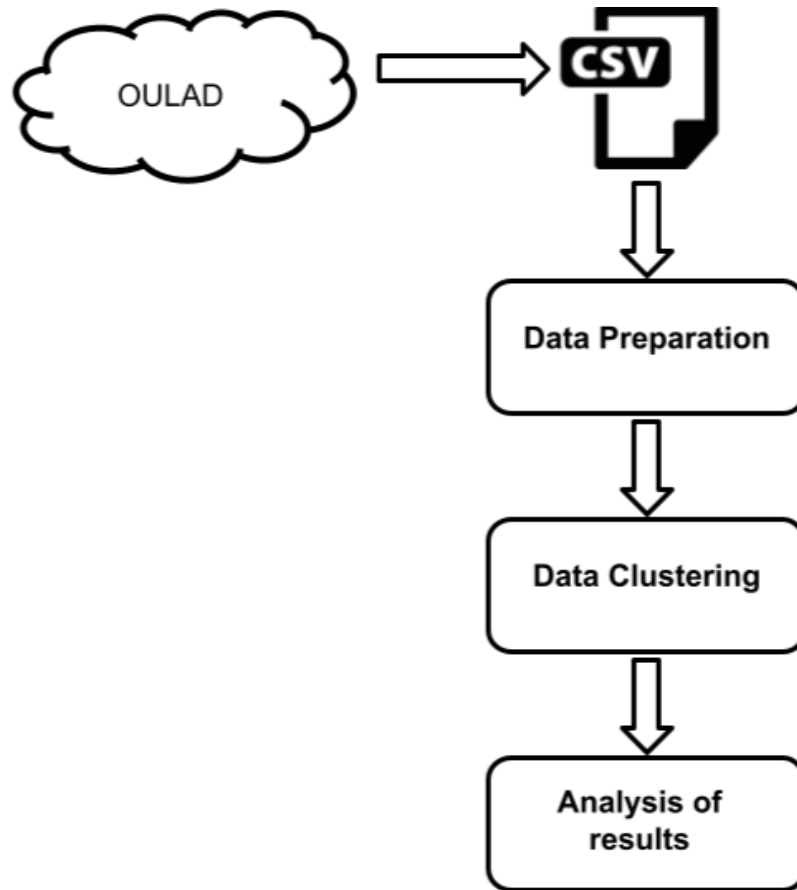 OULAD
CSV
Data Preparation
Data Clustering
Analysis of
results